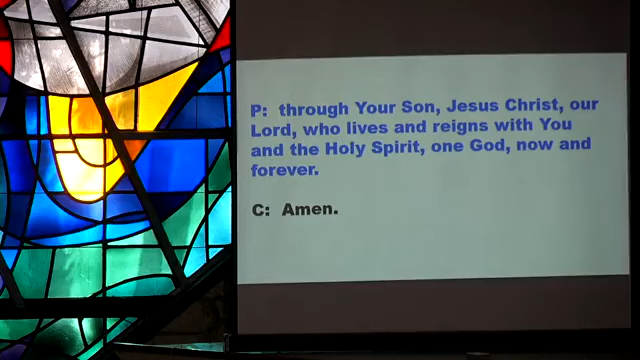 P: through Your Son, Jesus Christ, our
Lord, who lives and reigns with You
and the Holy Spirit, one God, now and
forever.
C: Amen.